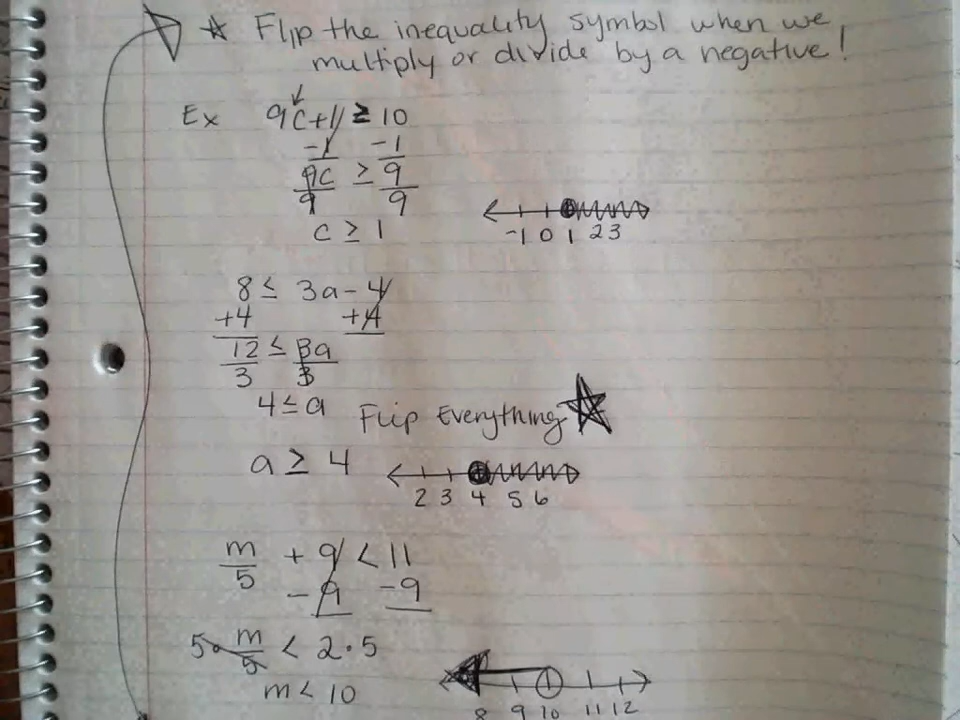 ☆ Flip the inequality symbol when we
multiply or divide by a negative!
Ex 9c+1 ≥ 10
-1 -1
9c ≥ 9
9 9
c ≥ 1
-1 0 1 2 3
8 ≤ 3a - 4
+4 +4
12 ≤ 3a
3 3
4 ≤ a Flip Everything ☆
a ≥ 4
2 3 4 5 6
m/5 + 9 < 11
- 9 -9
5 • m/5 < 2 • 5
m < 10
8 9 10 11 12